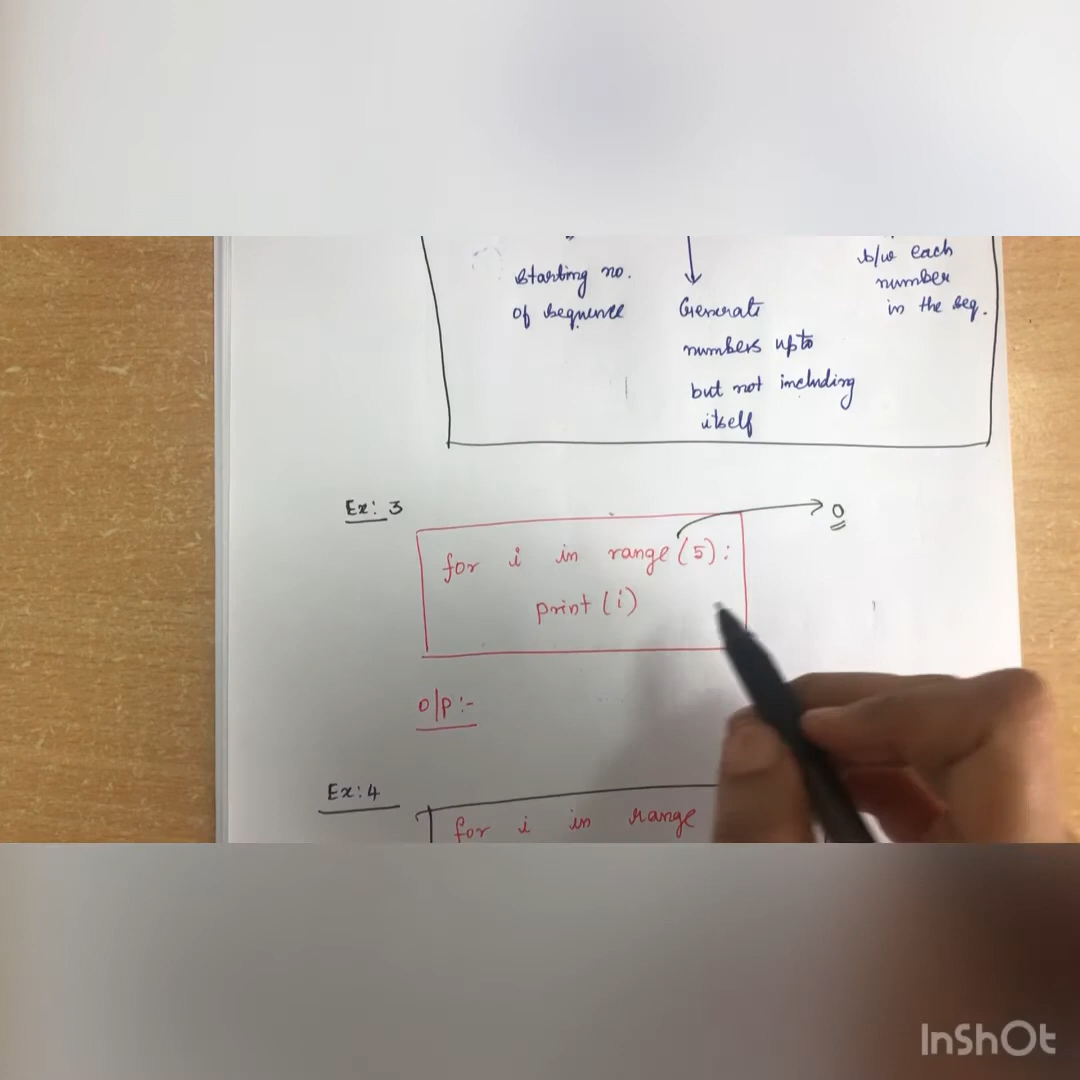 starting no.
of sequence
Generate
numbers upto
but not including
itself
b/w each
number
in the seq.
Ex: 3
for i in range (5):
print (i)
0
o/p :-
Ex: 4
for i in range
InShOt